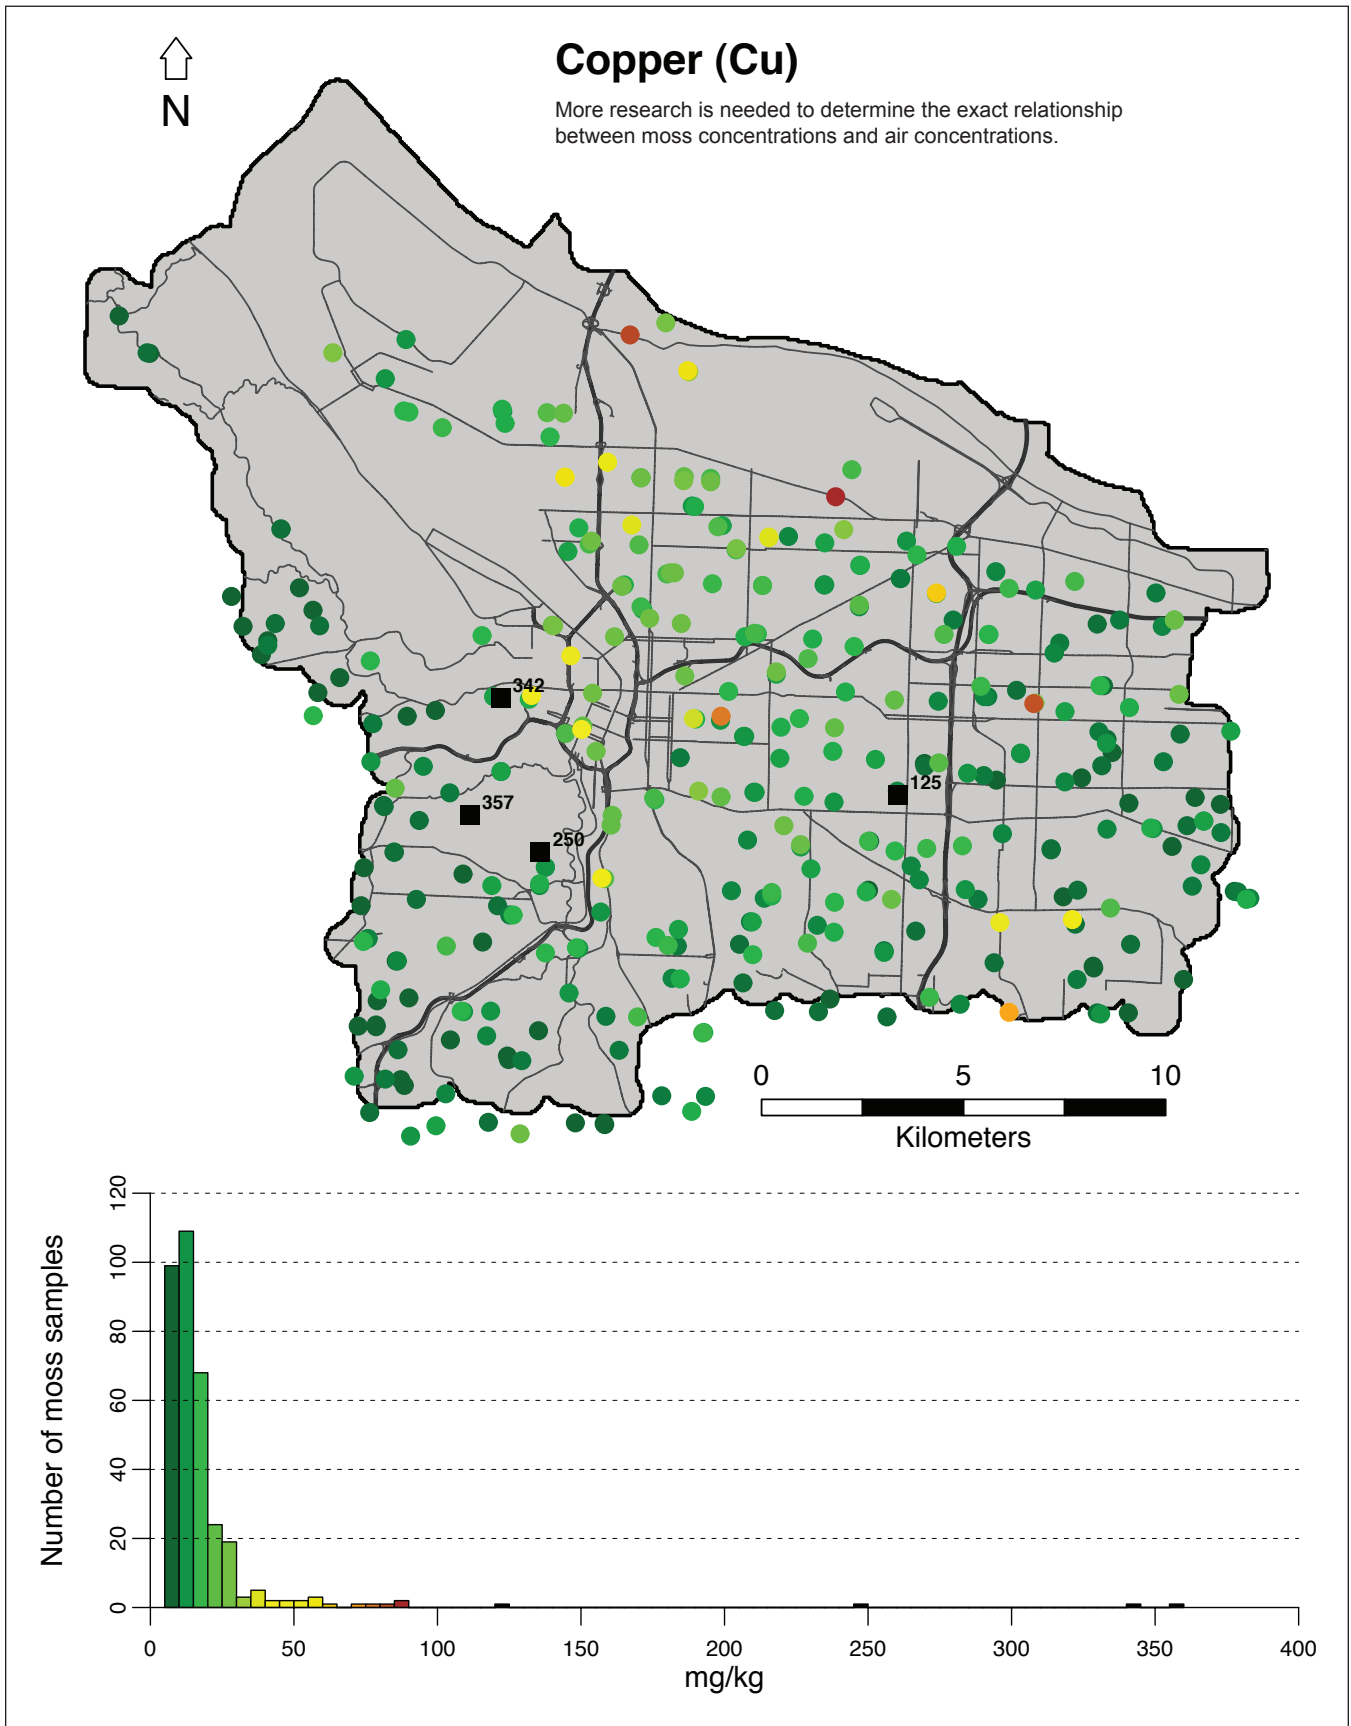 Copper (Cu)
N
More research is needed to determine the exact relationship
between moss concentrations and air concentrations.
342
125
357
250
0 5 10
Kilometers
Number of moss samples
120
100
80
60
40
20
0
0 50 100 150 200 250 300 350 400
mg/kg